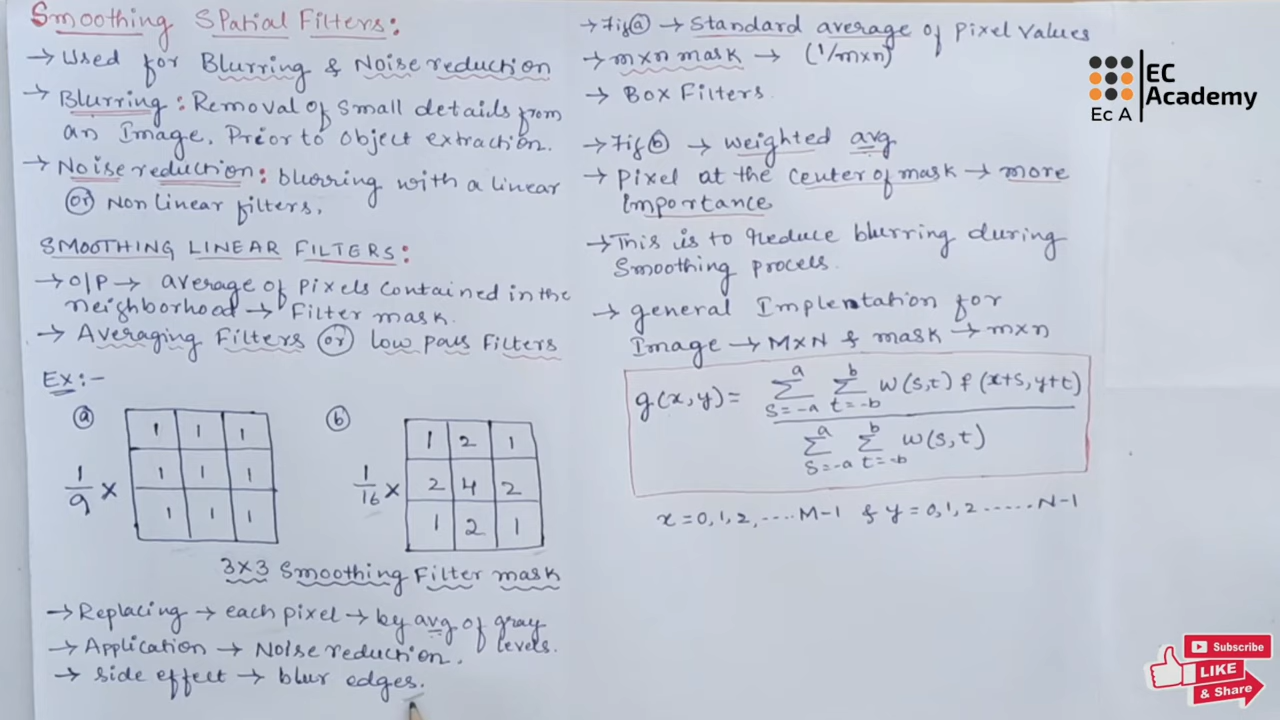 Smoothing Spatial Filters:
→ Used for Blurring & Noise reduction
→ Blurring: Removal of small details from
an Image, Prior to Object extraction.
→ Noise reduction: blurring with a linear
(or) Non linear filters,
SMOOTHING LINEAR FILTERS:
→ O/P → average of pixels contained in the
neighborhood → Filter mask.
→ Averaging Filters (or) low pass Filters
Ex:-
(a)
1/9 ×
1 1 1
1 1 1
1 1 1
(b)
1/16 ×
1 2 1
2 4 2
1 2 1
3×3 Smoothing Filter mask
→ Replacing → each pixel → by avg of gray
levels.
→ Application → Noise reduction.
→ side effect → blur edges.
→ Fig (a) → Standard average of pixel values
→ m×n mask → (1/m×n)
→ Box Filters.
→ Fig (b) → weighted avg
→ pixel at the center of mask → more
Importance
→ This is to reduce blurring during
Smoothing process.
→ general Implentation for
Image → M×N & mask → m×n
g(x,y) = Σ_{s=-a}^{a} Σ_{t=-b}^{b} w(s,t) f(x+s, y+t) / Σ_{s=-a}^{a} Σ_{t=-b}^{b} w(s,t)
x = 0,1,2,....M-1 & y = 0,1,2......N-1
EC
Academy
Ec A
Subscribe
LIKE
& Share